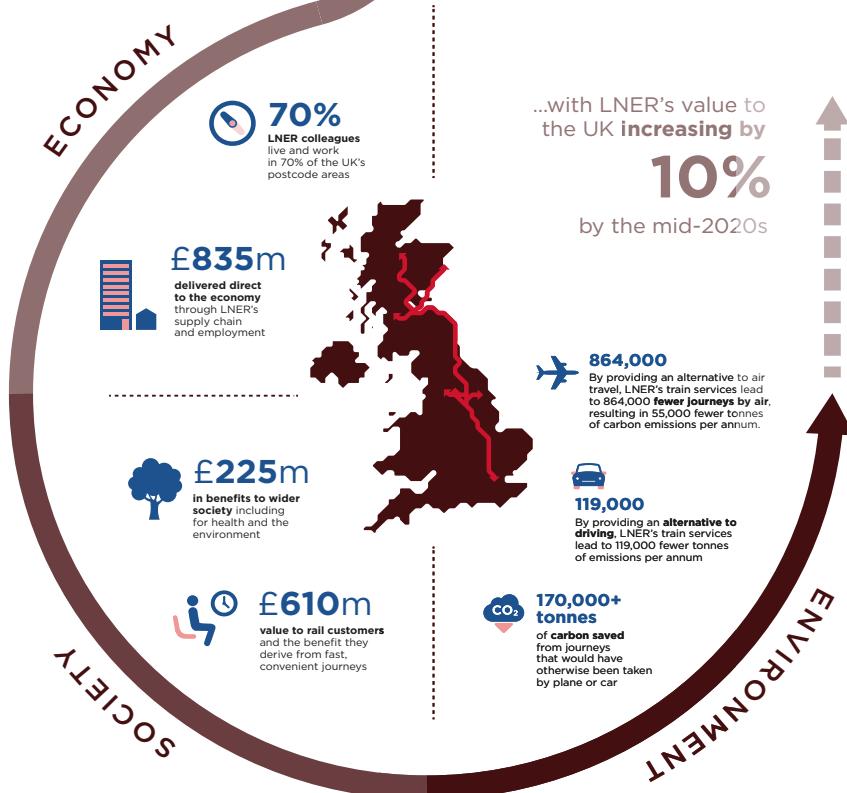 ECONOMY
70%
LNER colleagues
live and work
in 70% of the UK's
postcode areas
£835m
delivered direct
to the economy
through LNER's
supply chain
and employment
...with LNER's value to
the UK increasing by
10%
by the mid-2020s
864,000
By providing an alternative to air
travel, LNER's train services lead
to 864,000 fewer journeys by air,
resulting in 55,000 fewer tonnes
of carbon emissions per annum.
119,000
By providing an alternative to
driving, LNER's train services
lead to 119,000 fewer tonnes
of emissions per annum
CO₂
170,000+
tonnes
of carbon saved
from journeys
that would have
otherwise been taken
by plane or car
ENVIRONMENT
£225m
in benefits to wider
society including
for health and the
environment
£610m
value to rail customers
and the benefit they
derive from fast,
convenient journeys
SOCIETY